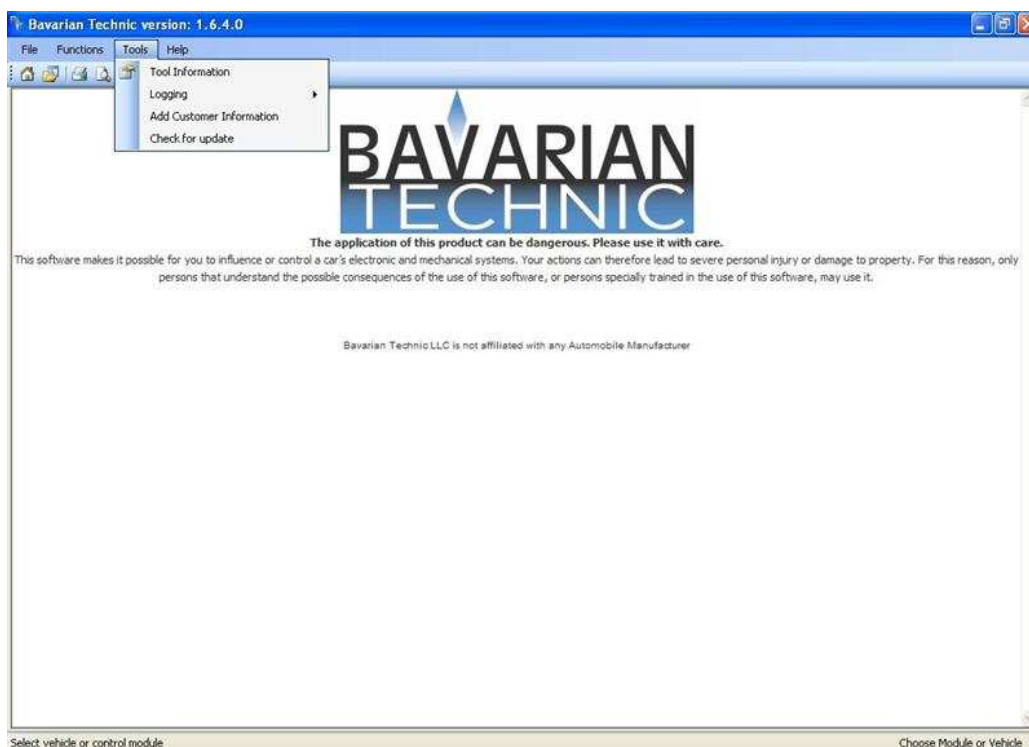 Bavarian Technic version: 1.6.4.0
File Functions Tools Help
Tool Information
Logging
Add Customer Information
Check for update
BAVARIAN
TECHNIC
The application of this product can be dangerous. Please use it with care.
This software makes it possible for you to influence or control a car's electronic and mechanical systems. Your actions can therefore lead to severe personal injury or damage to property. For this reason, only
persons that understand the possible consequences of the use of this software, or persons specially trained in the use of this software, may use it.
Bavarian Technic LLC is not affiliated with any Automobile Manufacturer
Select vehicle or control module Choose Module or Vehicle